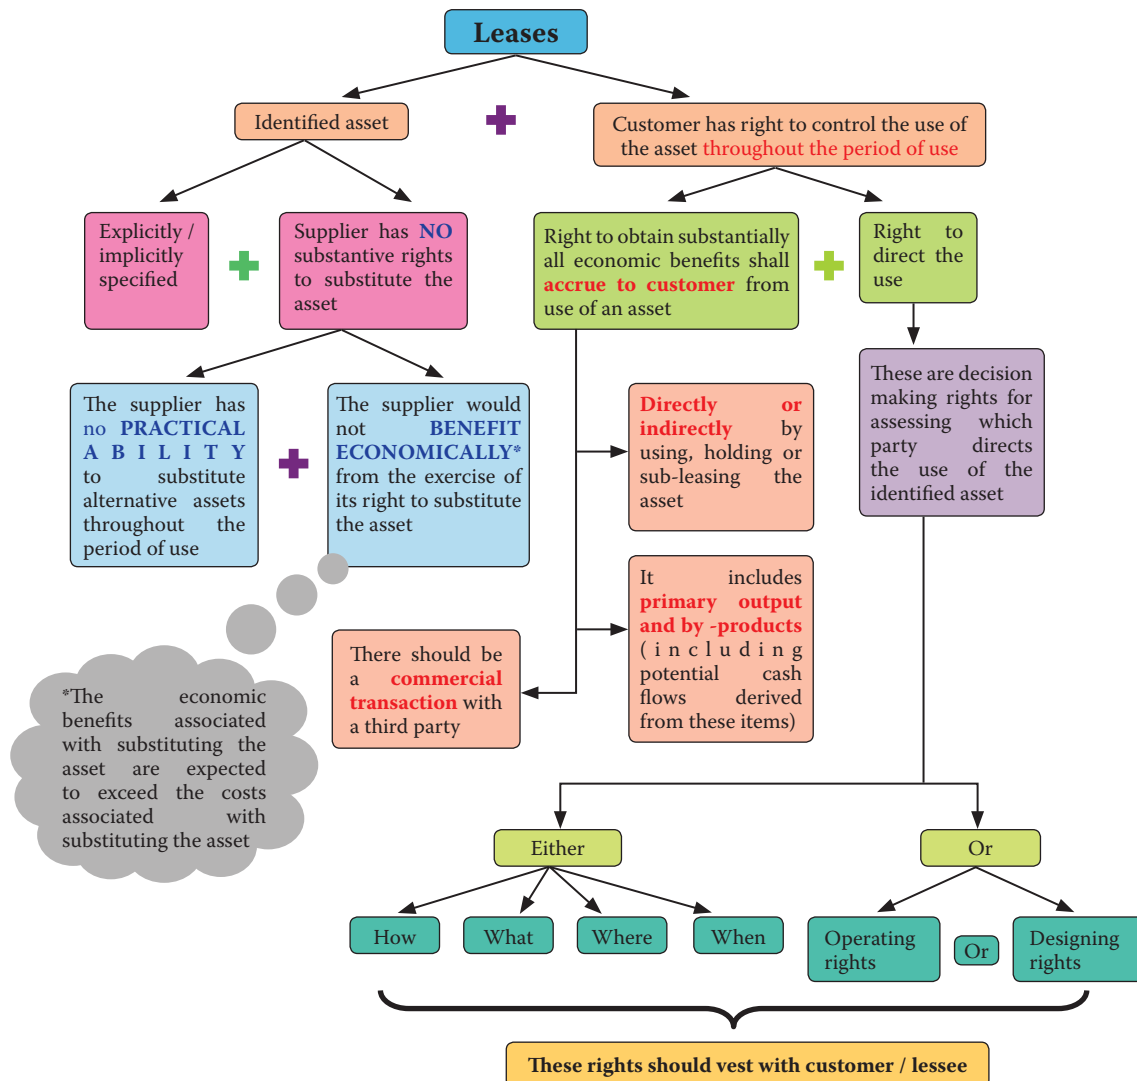 Leases
Identified asset
Customer has right to control the use of
the asset throughout the period of use
Explicitly /
implicitly
specified
Supplier has NO
substantive rights
to substitute the
asset
Right to obtain substantially
all economic benefits shall
accrue to customer from
use of an asset
Right to
direct the
use
The supplier has
no PRACTICAL
A B I L I T Y
to substitute
alternative assets
throughout the
period of use
The supplier would
not BENEFIT
ECONOMICALLY*
from the exercise of
its right to substitute
the asset
Directly or
indirectly by
using, holding or
sub-leasing the
asset
These are decision
making rights for
assessing which
party directs
the use of the
identified asset
It includes
primary output
and by -products
( i n c l u d i n g
potential cash
flows derived
from these items)
There should be
a commercial
transaction with
a third party
*The economic
benefits associated
with substituting the
asset are expected
to exceed the costs
associated with
substituting the asset
Either
Or
How
What
Where
When
Operating
rights
Or
Designing
rights
These rights should vest with customer / lessee